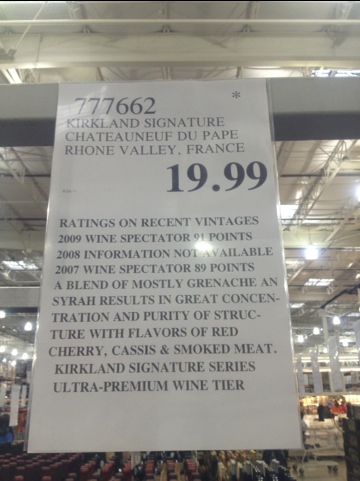 777662 *
KIRKLAND SIGNATURE
CHATEAUNEUF DU PAPE
RHONE VALLEY, FRANCE
19.99
RATINGS ON RECENT VINTAGES
2009 WINE SPECTATOR 91 POINTS
2008 INFORMATION NOT AVAILABLE
2007 WINE SPECTATOR 89 POINTS
A BLEND OF MOSTLY GRENACHE AN
SYRAH RESULTS IN GREAT CONCEN-
TRATION AND PURITY OF STRUC-
TURE WITH FLAVORS OF RED
CHERRY, CASSIS & SMOKED MEAT.
KIRKLAND SIGNATURE SERIES
ULTRA-PREMIUM WINE TIER